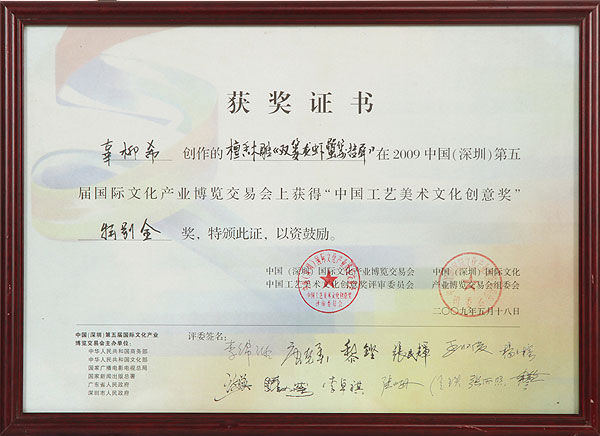 获奖证书
辜柳希 创作的 檀香木雕《双篓龙虾蟹 挂屏》在2009中国(深圳)第五
届国际文化产业博览交易会上获得“中国工艺美术文化创意奖”
特别金 奖,特颁此证,以资鼓励。
中国(深圳)国际文化产业博览交易会
中国工艺美术文化创意奖评审委员会
中国(深圳)国际文化
产业博览交易会组委会
二〇〇九年五月十八日
中国(深圳)第五届国际文化产业
博览交易会主办单位:
中华人民共和国商务部
中华人民共和国文化部
国家广播电影电视总局
国家新闻出版总署
广东省人民政府
深圳市人民政府
评委签名: